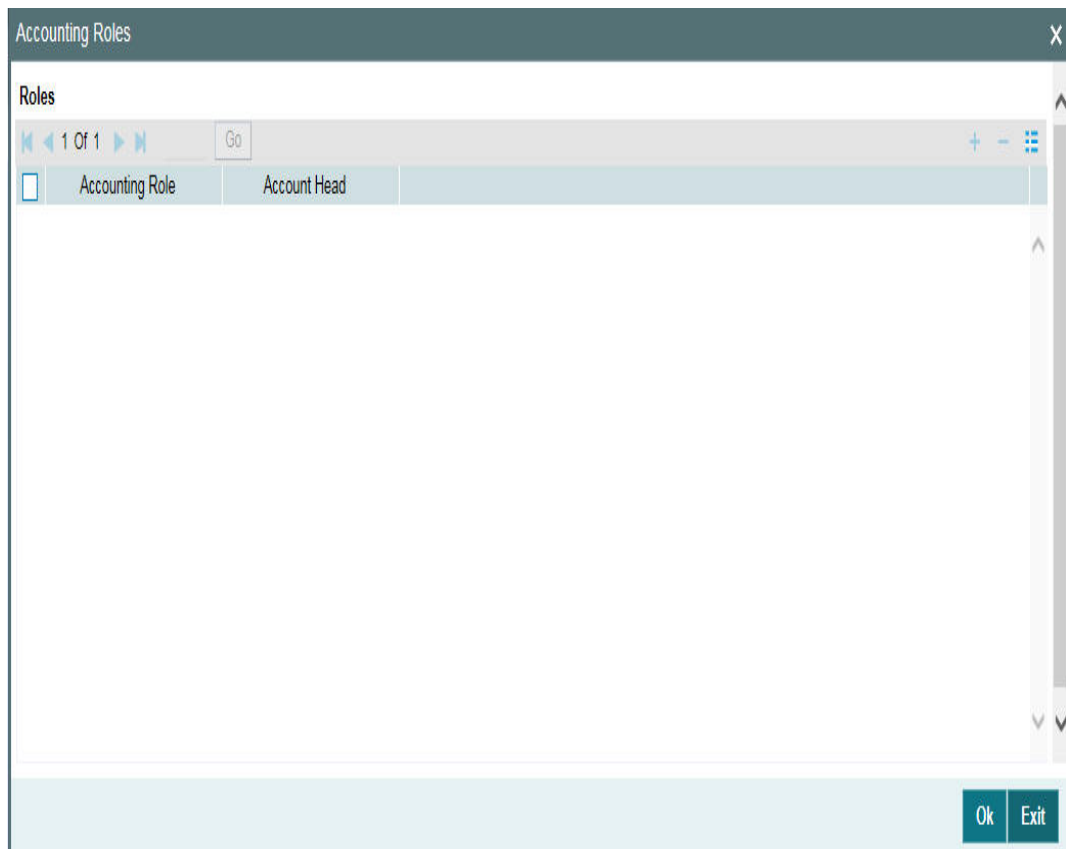 Accounting Roles X
Roles
1 Of 1 Go + -
Accounting Role Account Head
Ok Exit